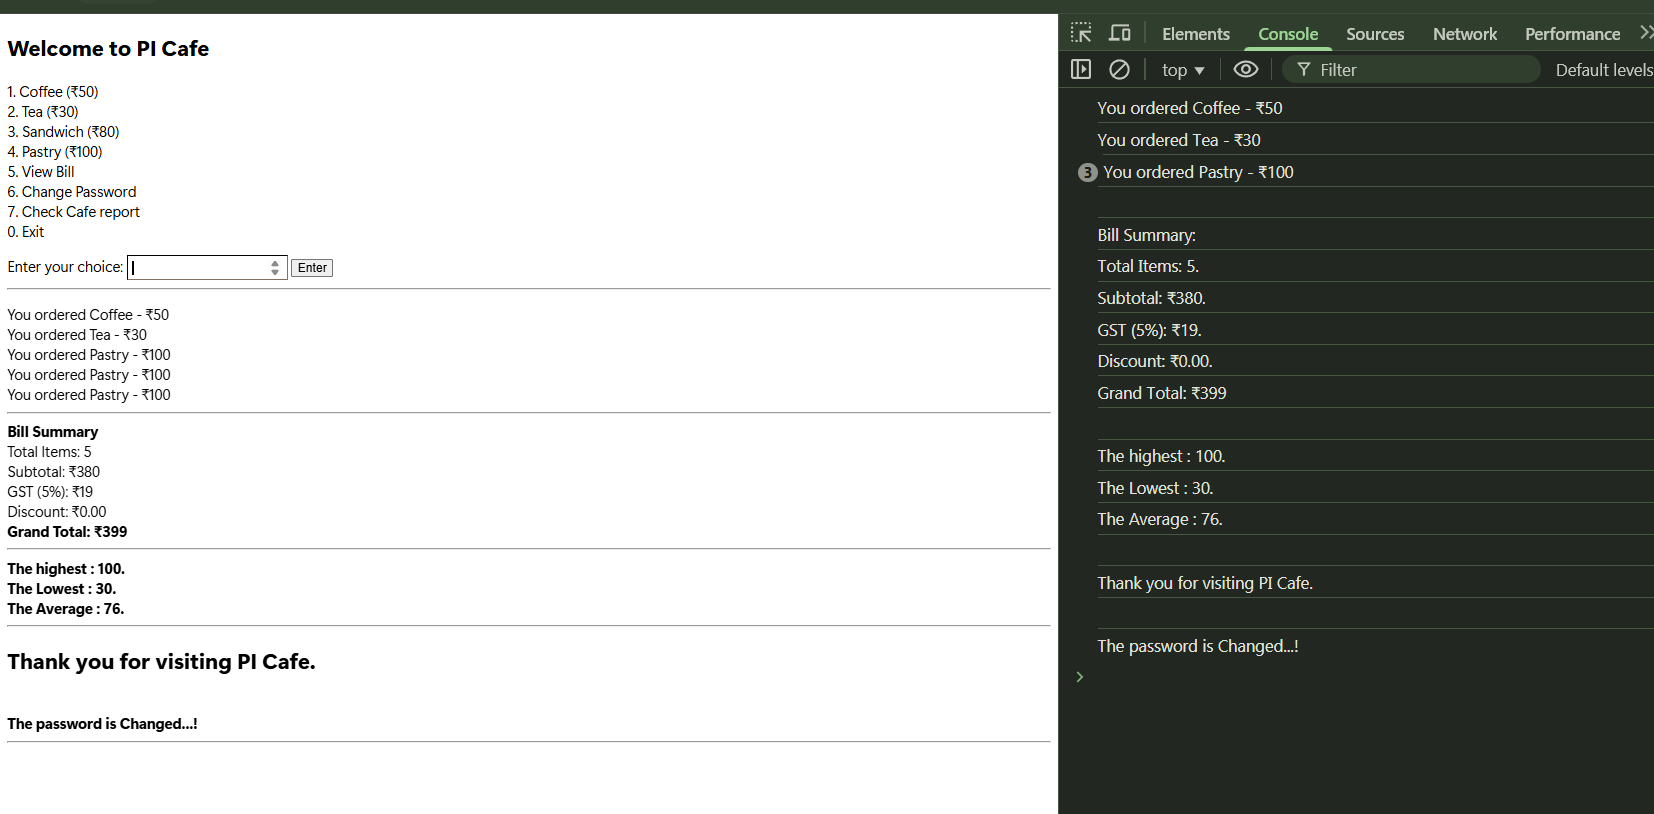 Welcome to PI Cafe
1. Coffee (₹50)
2. Tea (₹30)
3. Sandwich (₹80)
4. Pastry (₹100)
5. View Bill
6. Change Password
7. Check Cafe report
0. Exit
Enter your choice: Enter
You ordered Coffee - ₹50
You ordered Tea - ₹30
You ordered Pastry - ₹100
You ordered Pastry - ₹100
You ordered Pastry - ₹100
Bill Summary
Total Items: 5
Subtotal: ₹380
GST (5%): ₹19
Discount: ₹0.00
Grand Total: ₹399
The highest : 100.
The Lowest : 30.
The Average : 76.
Thank you for visiting PI Cafe.
The password is Changed...!
Elements Console Sources Network Performance
top Filter Default levels
You ordered Coffee - ₹50
You ordered Tea - ₹30
3 You ordered Pastry - ₹100
Bill Summary:
Total Items: 5.
Subtotal: ₹380.
GST (5%): ₹19.
Discount: ₹0.00.
Grand Total: ₹399
The highest : 100.
The Lowest : 30.
The Average : 76.
Thank you for visiting PI Cafe.
The password is Changed...!